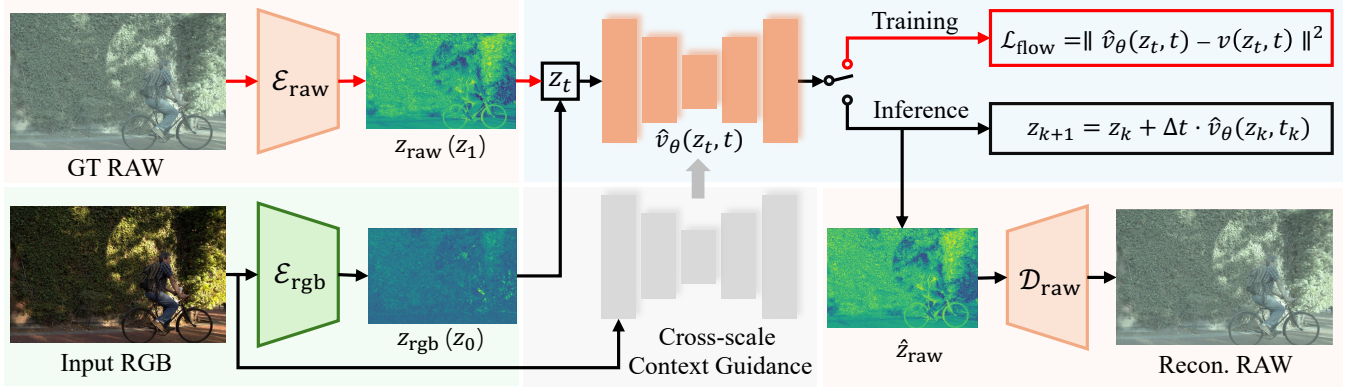 GT RAW
ℰ_raw
z_raw (z_1)
z_t
v̂_θ(z_t, t)
Training
ℒ_flow =‖ v̂_θ(z_t, t) − v(z_t, t) ‖²
Inference
z_{k+1} = z_k + Δt · v̂_θ(z_k, t_k)
Input RGB
ℰ_rgb
z_rgb (z_0)
Cross-scale
Context Guidance
ẑ_raw
𝒟_raw
Recon. RAW